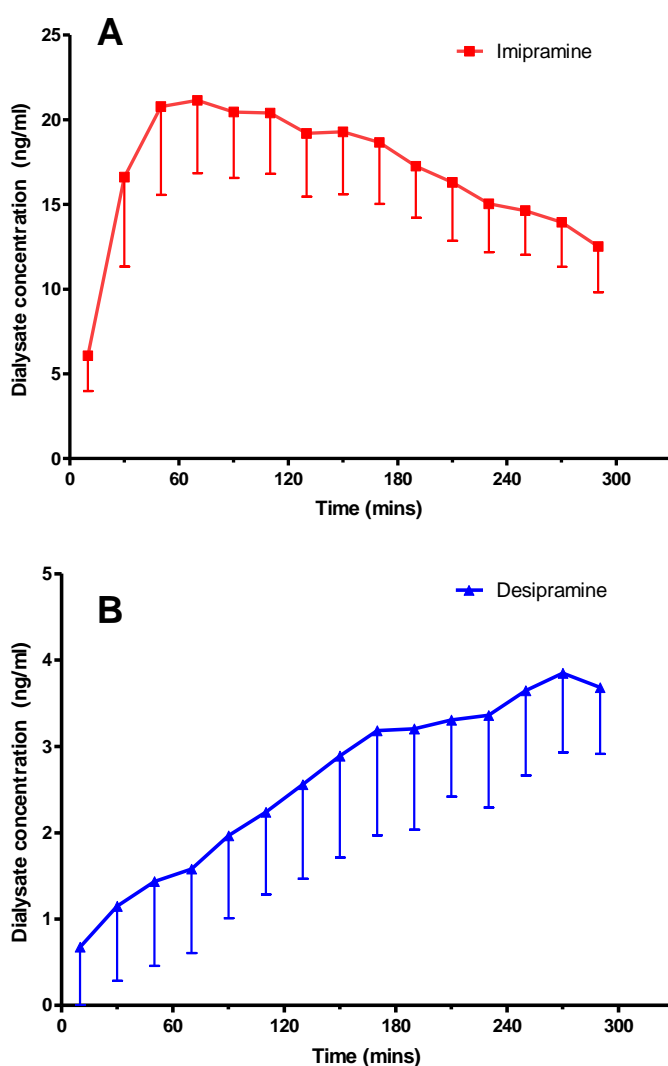 A
Imipramine
Dialysate concentration (ng/ml)
25
20
15
10
5
0
0 60 120 180 240 300
Time (mins)
B
Desipramine
Dialysate concentration (ng/ml)
5
4
3
2
1
0
0 60 120 180 240 300
Time (mins)